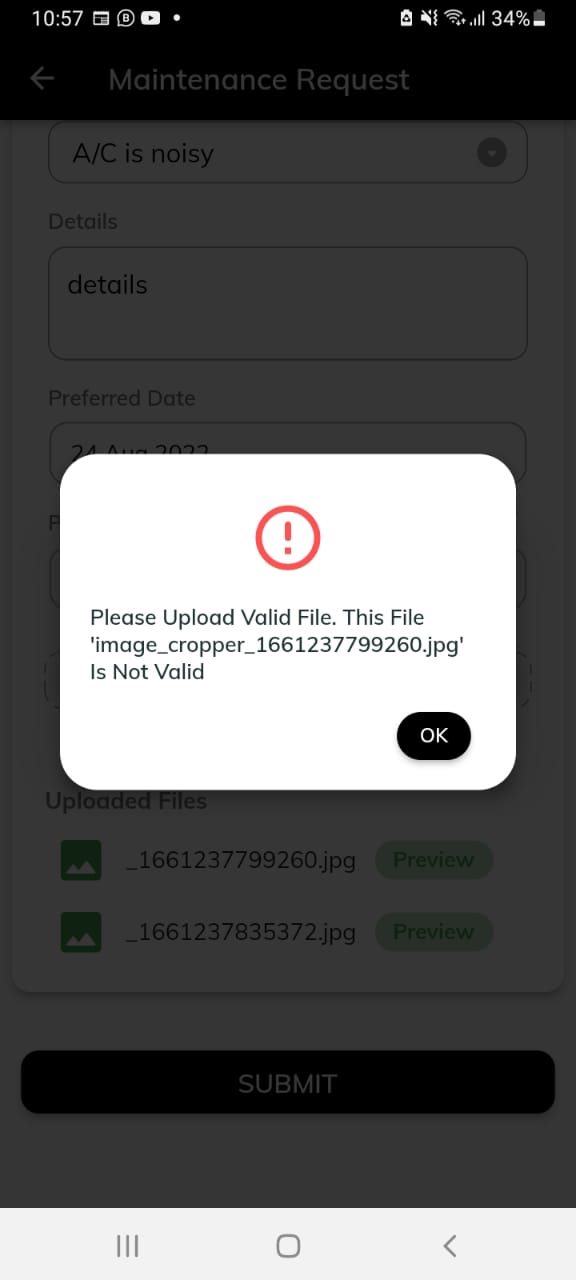 10:57
34%
Maintenance Request
A/C is noisy
Details
details
Preferred Date
24 Aug 2022
P
Please Upload Valid File. This File
'image_cropper_1661237799260.jpg'
Is Not Valid
OK
Uploaded Files
_1661237799260.jpg Preview
_1661237835372.jpg Preview
SUBMIT